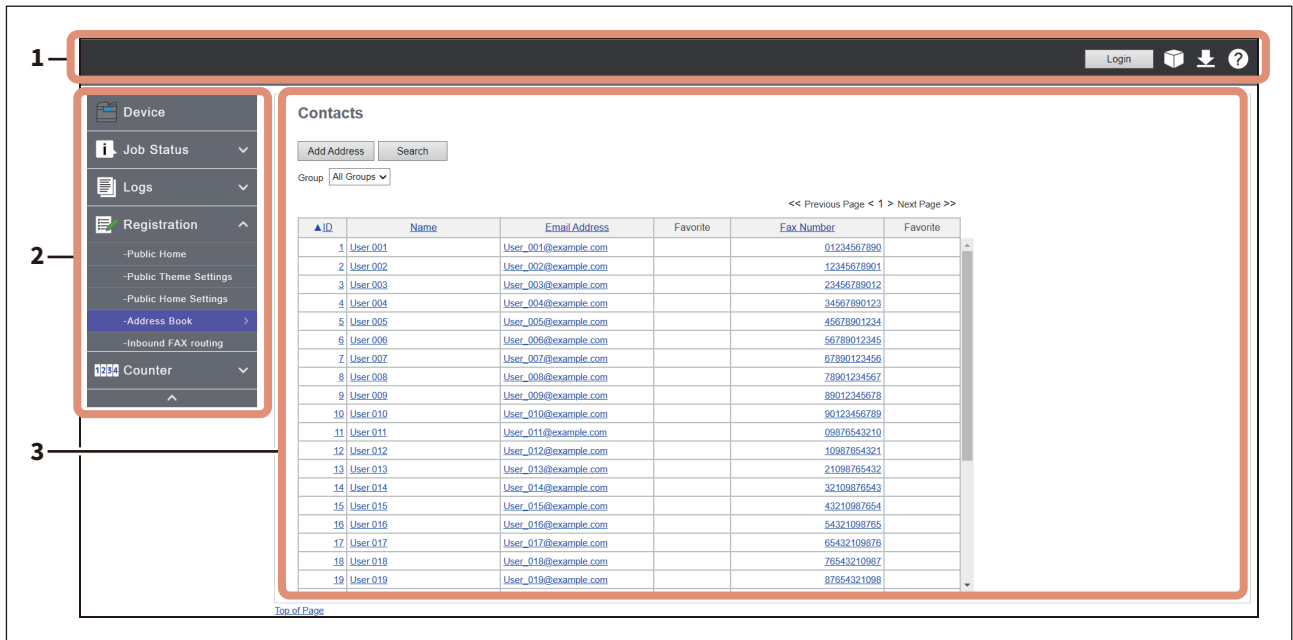 1
Login
2
Device
Job Status
Logs
Registration
-Public Home
-Public Theme Settings
-Public Home Settings
-Address Book >
-Inbound FAX routing
1234 Counter
3
Contacts
Add Address Search
Group All Groups
<< Previous Page < 1 > Next Page >>
▲ID Name Email Address Favorite Fax Number Favorite
1 User 001 User_001@example.com 01234567890
2 User 002 User_002@example.com 12345678901
3 User 003 User_003@example.com 23456789012
4 User 004 User_004@example.com 34567890123
5 User 005 User_005@example.com 45678901234
6 User 006 User_006@example.com 56789012345
7 User 007 User_007@example.com 67890123456
8 User 008 User_008@example.com 78901234567
9 User 009 User_009@example.com 89012345678
10 User 010 User_010@example.com 90123456789
11 User 011 User_011@example.com 09876543210
12 User 012 User_012@example.com 10987654321
13 User 013 User_013@example.com 21098765432
14 User 014 User_014@example.com 32109876543
15 User 015 User_015@example.com 43210987654
16 User 016 User_016@example.com 54321098765
17 User 017 User_017@example.com 65432109876
18 User 018 User_018@example.com 76543210987
19 User 019 User_019@example.com 87654321098
Top of Page